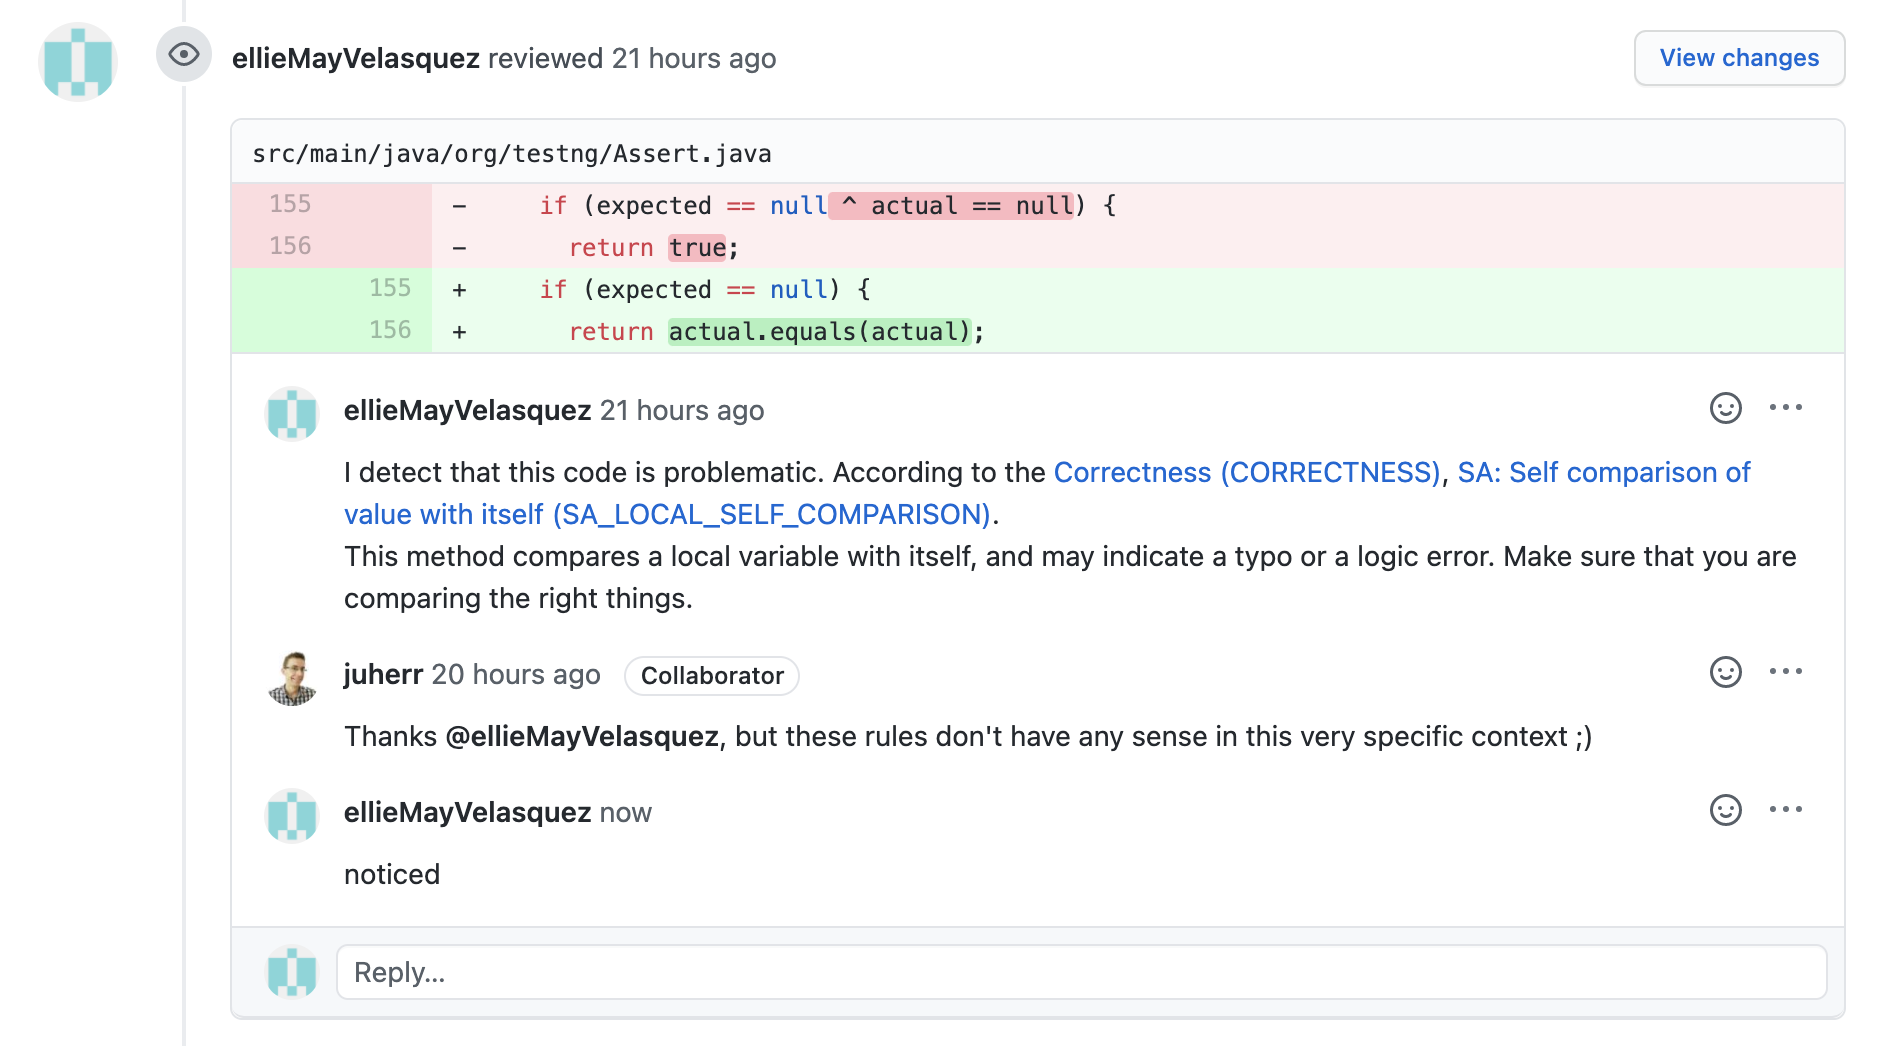 ellieMayVelasquez reviewed 21 hours ago
View changes
src/main/java/org/testng/Assert.java
155 - if (expected == null ^ actual == null) {
156 - return true;
155 + if (expected == null) {
156 + return actual.equals(actual);
ellieMayVelasquez 21 hours ago
I detect that this code is problematic. According to the Correctness (CORRECTNESS), SA: Self comparison of
value with itself (SA_LOCAL_SELF_COMPARISON).
This method compares a local variable with itself, and may indicate a typo or a logic error. Make sure that you are
comparing the right things.
juherr 20 hours ago Collaborator
Thanks @ellieMayVelasquez, but these rules don't have any sense in this very specific context ;)
ellieMayVelasquez now
noticed
Reply...